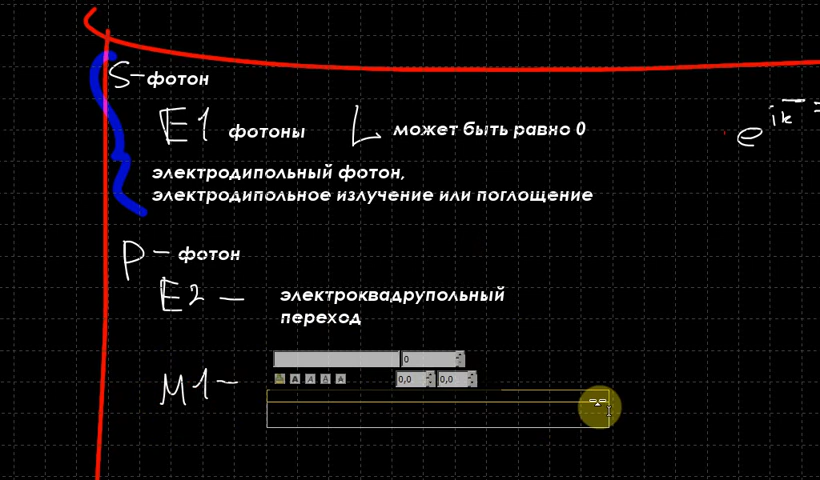 S-фотон
E1 фотоны L может быть равно 0
e^ik
электродипольный фотон,
электродипольное излучение или поглощение
P - фотон
E2 - электроквадрупольный
переход
0
A A A A A 0,0 0,0
M1-